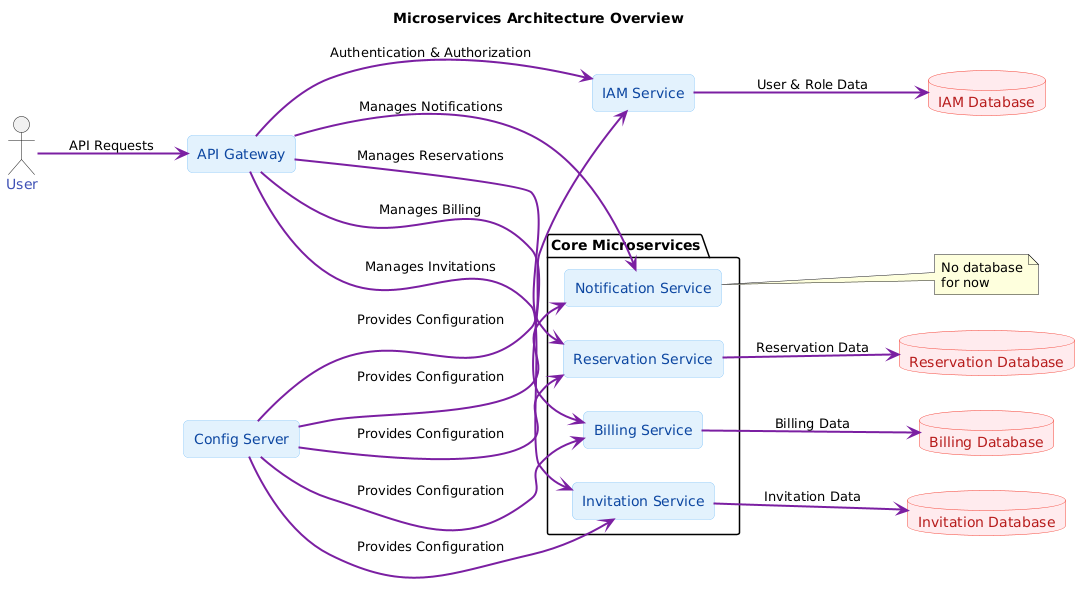 Microservices Architecture Overview
Authentication & Authorization
IAM Service
User & Role Data
IAM Database
Manages Notifications
API Requests
API Gateway
Manages Reservations
User
Manages Billing
Core Microservices
Manages Invitations
No database
for now
Notification Service
Provides Configuration
Reservation Service
Reservation Data
Reservation Database
Provides Configuration
Config Server
Provides Configuration
Billing Service
Billing Data
Billing Database
Provides Configuration
Invitation Service
Invitation Data
Invitation Database
Provides Configuration